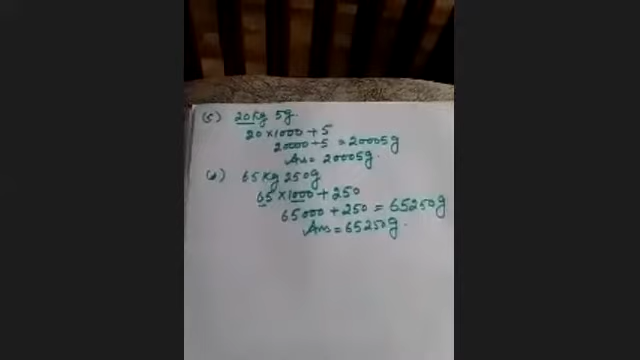 (5) 20Kg 5g.
20 × 1000 + 5
20000 + 5 = 20005g
Ans = 20005g.
(6) 65 Kg 250g
65 × 1000 + 250
65000 + 250 = 65250g
Ans = 65250g.